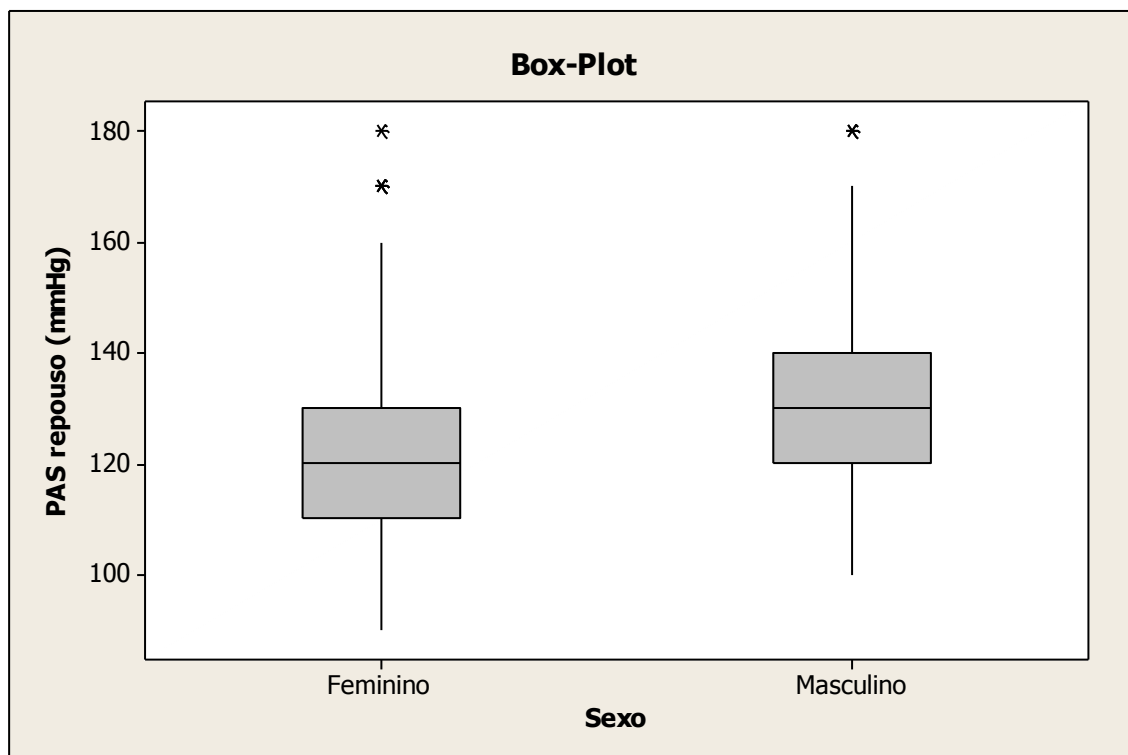 Box-Plot
180
160
140
120
100
PAS repouso (mmHg)
Feminino
Masculino
Sexo